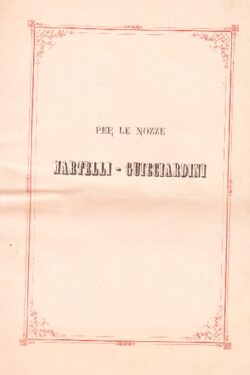 PER LE NOZZE
MARTELLI - GUICCIARDINI